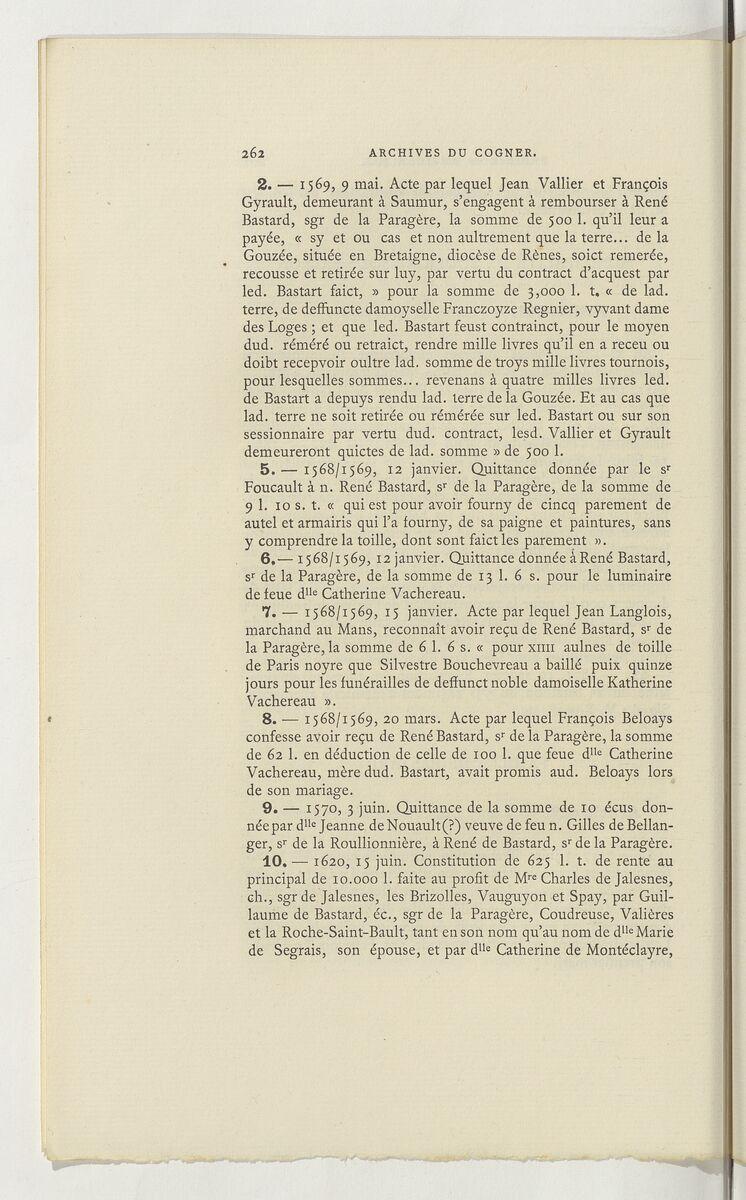 262 ARCHIVES DU COGNER.
2. — 1569, 9 mai. Acte par lequel Jean Vallier et François
Gyrault, demeurant à Saumur, s'engagent à rembourser à René
Bastard, sgr de la Paragère, la somme de 500 l. qu'il leur a
payée, « sy et ou cas et non aultrement que la terre... de la
Gouzée, située en Bretaigne, diocèse de Rènes, soict remerée,
recousse et retirée sur luy, par vertu du contract d'acquest par
led. Bastart faict, » pour la somme de 3,000 l. t. « de lad.
terre, de deffuncte damoyselle Franczoyze Regnier, vyvant dame
des Loges ; et que led. Bastart feust contrainct, pour le moyen
dud. réméré ou retraict, rendre mille livres qu'il en a receu ou
doibt recepvoir oultre lad. somme de troys mille livres tournois,
pour lesquelles sommes... revenans à quatre milles livres led.
de Bastart a depuys rendu lad. terre de la Gouzée. Et au cas que
lad. terre ne soit retirée ou rémérée sur led. Bastart ou sur son
sessionnaire par vertu dud. contract, lesd. Vallier et Gyrault
demeureront quictes de lad. somme » de 500 l.
5. — 1568/1569, 12 janvier. Quittance donnée par le sr
Foucault à n. René Bastard, sr de la Paragère, de la somme de
9 l. 10 s. t. « qui est pour avoir fourny de cincq parement de
autel et armairis qui l'a fourny, de sa paigne et paintures, sans
y comprendre la toille, dont sont faict les parement ».
6. — 1568/1569, 12 janvier. Quittance donnée à René Bastard,
sr de la Paragère, de la somme de 13 l. 6 s. pour le luminaire
de feue dlle Catherine Vachereau.
7. — 1568/1569, 15 janvier. Acte par lequel Jean Langlois,
marchand au Mans, reconnaît avoir reçu de René Bastard, sr de
la Paragère, la somme de 6 l. 6 s. « pour XIIII aulnes de toille
de Paris noyre que Silvestre Bouchevreau a baillé puix quinze
jours pour les funérailles de deffunct noble damoiselle Katherine
Vachereau ».
8. — 1568/1569, 20 mars. Acte par lequel François Beloays
confesse avoir reçu de René Bastard, sr de la Paragère, la somme
de 62 l. en déduction de celle de 100 l. que feue dlle Catherine
Vachereau, mère dud. Bastart, avait promis aud. Beloays lors
de son mariage.
9. — 1570, 3 juin. Quittance de la somme de 10 écus don-
née par dlle Jeanne de Nouault(?) veuve de feu n. Gilles de Bellan-
ger, sr de la Roullionnière, à René de Bastard, sr de la Paragère.
10. — 1620, 15 juin. Constitution de 625 l. t. de rente au
principal de 10.000 l. faite au profit de Mre Charles de Jalesnes,
ch., sgr de Jalesnes, les Brizolles, Vauguyon et Spay, par Guil-
laume de Bastard, éc., sgr de la Paragère, Coudreuse, Valières
et la Roche-Saint-Bault, tant en son nom qu'au nom de dlle Marie
de Segrais, son épouse, et par dlle Catherine de Montéclayre,